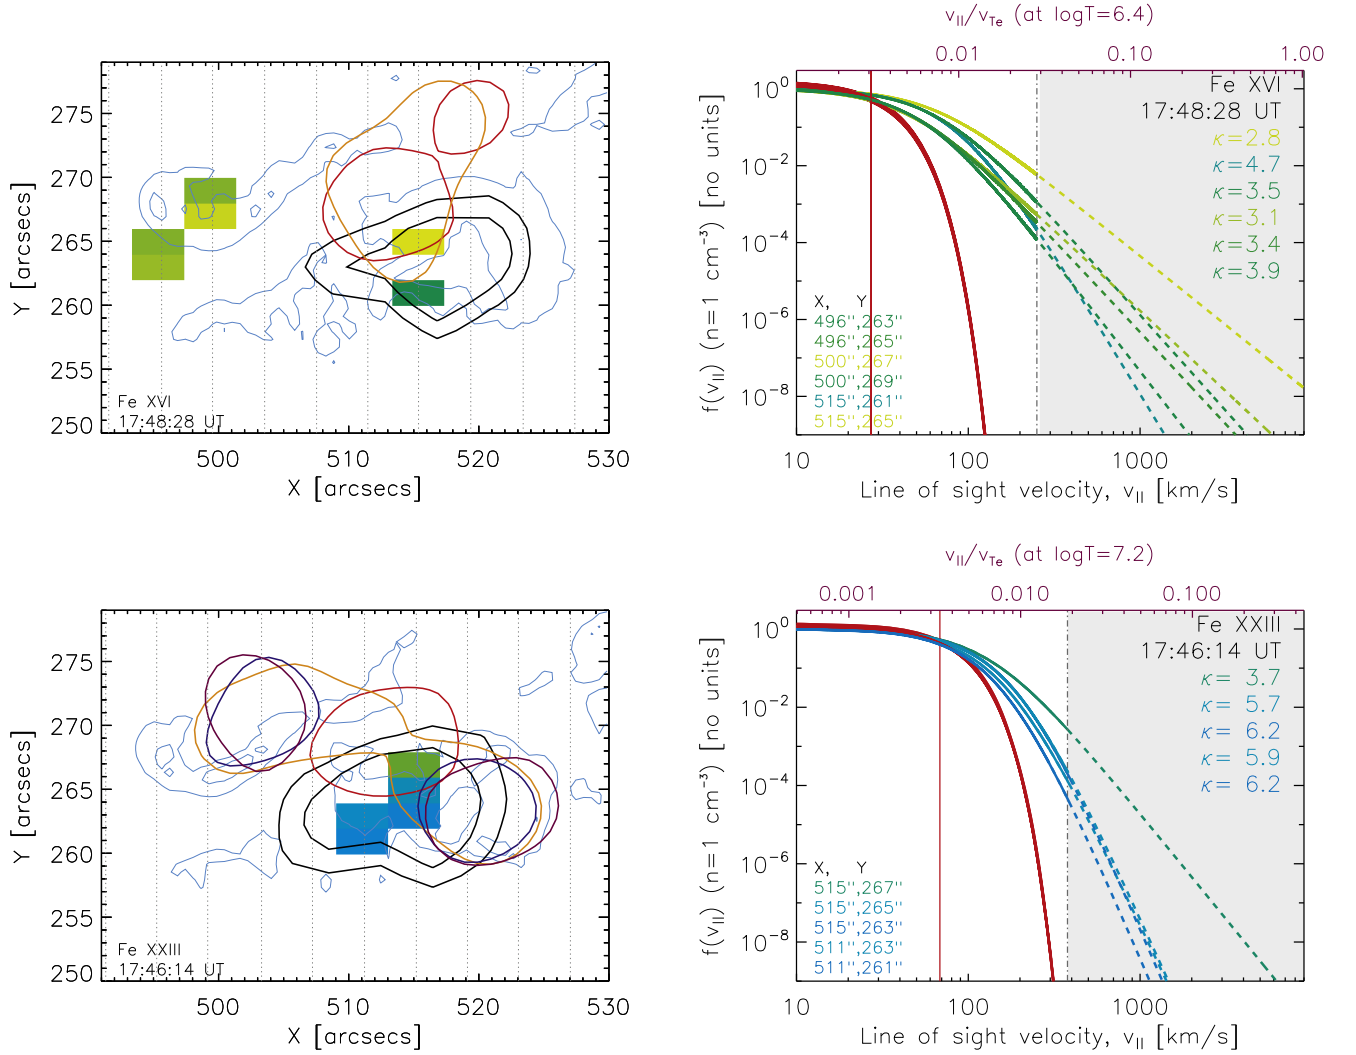 275
270
265
260
255
250
Y [arcsecs]
Fe XVI
17:48:28 UT
500 510 520 530
X [arcsecs]
v||/vTe (at logT=6.4)
0.01 0.10 1.00
10^0
10^-2
10^-4
10^-6
10^-8
f(v||) (n=1 cm^-3) [no units]
Fe XVI
17:48:28 UT
κ=2.8
κ=4.7
κ=3.5
κ=3.1
κ=3.4
κ=3.9
X, Y
496",263"
496",265"
500",267"
500",269"
515",261"
515",265"
10 100 1000
Line of sight velocity, v|| [km/s]
275
270
265
260
255
250
Y [arcsecs]
Fe XXIII
17:46:14 UT
500 510 520 530
X [arcsecs]
v||/vTe (at logT=7.2)
0.001 0.010 0.100
10^0
10^-2
10^-4
10^-6
10^-8
f(v||) (n=1 cm^-3) [no units]
Fe XXIII
17:46:14 UT
κ= 3.7
κ= 5.7
κ= 6.2
κ= 5.9
κ= 6.2
X, Y
515",267"
515",265"
515",263"
511",263"
511",261"
10 100 1000
Line of sight velocity, v|| [km/s]